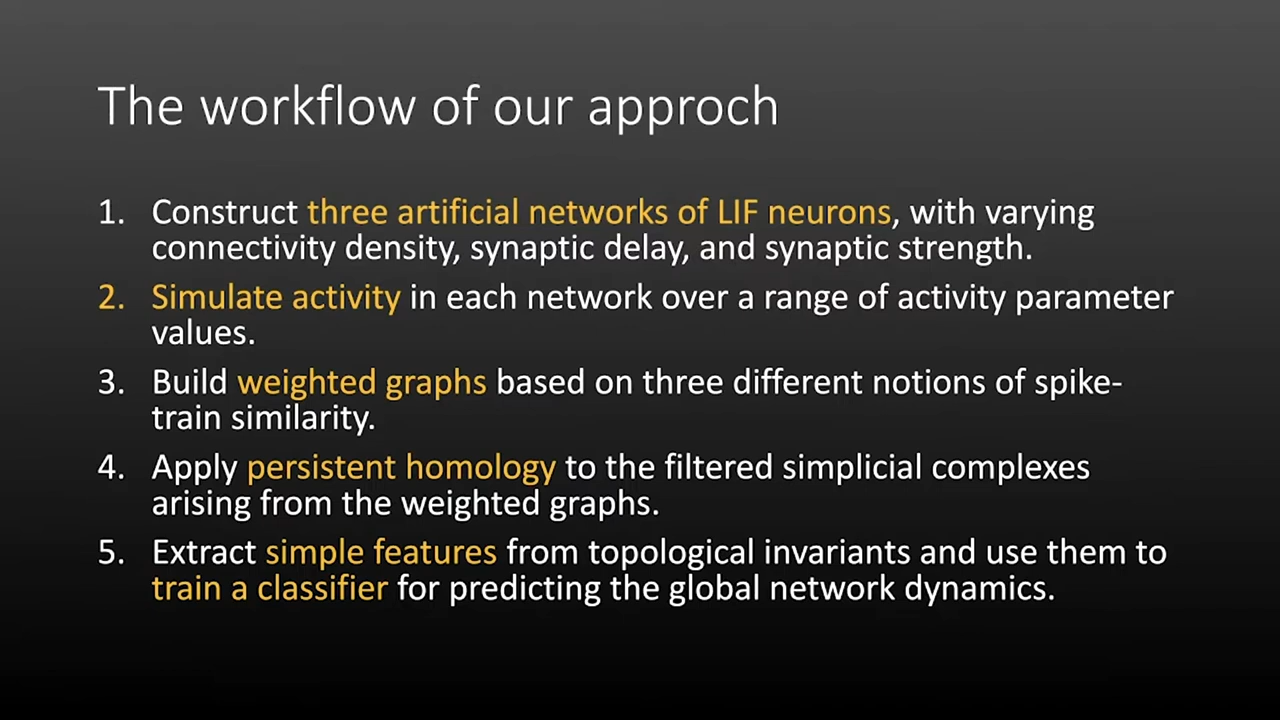 The workflow of our approch
1. Construct three artificial networks of LIF neurons, with varying
connectivity density, synaptic delay, and synaptic strength.
2. Simulate activity in each network over a range of activity parameter
values.
3. Build weighted graphs based on three different notions of spike-
train similarity.
4. Apply persistent homology to the filtered simplicial complexes
arising from the weighted graphs.
5. Extract simple features from topological invariants and use them to
train a classifier for predicting the global network dynamics.